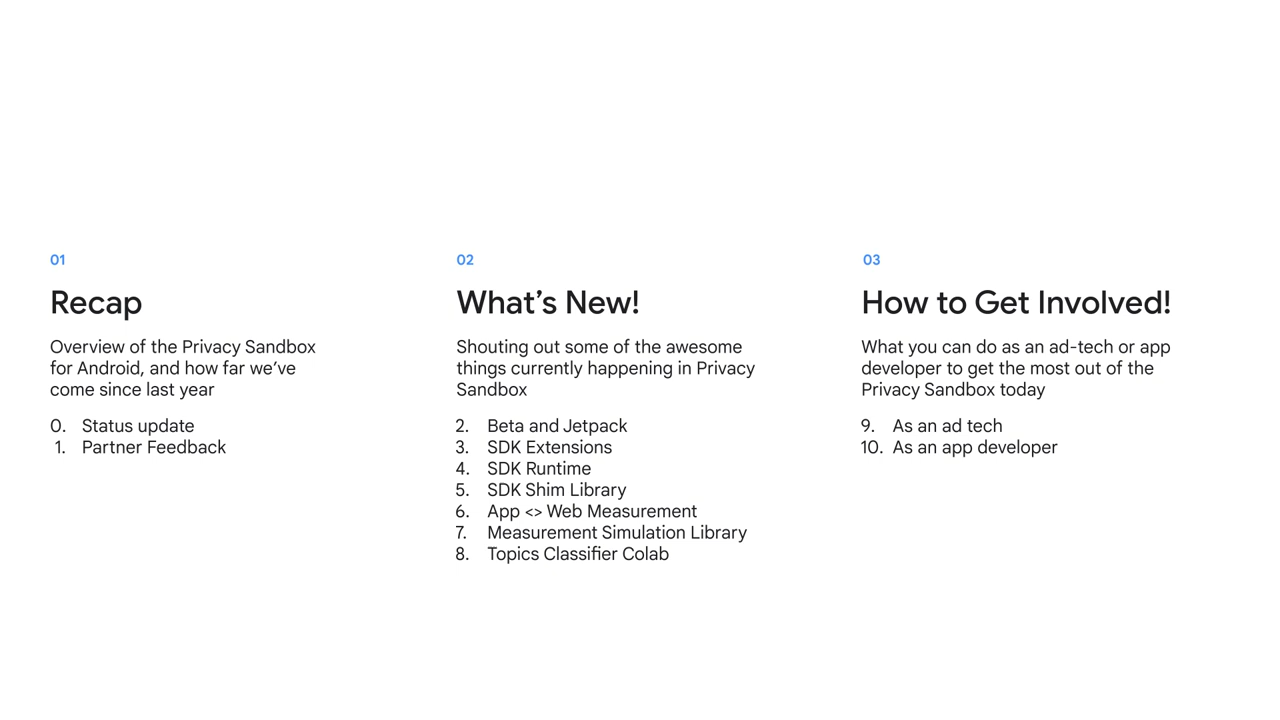 01
Recap
Overview of the Privacy Sandbox
for Android, and how far we’ve
come since last year
0. Status update
1. Partner Feedback
02
What’s New!
Shouting out some of the awesome
things currently happening in Privacy
Sandbox
2. Beta and Jetpack
3. SDK Extensions
4. SDK Runtime
5. SDK Shim Library
6. App <> Web Measurement
7. Measurement Simulation Library
8. Topics Classifier Colab
03
How to Get Involved!
What you can do as an ad-tech or app
developer to get the most out of the
Privacy Sandbox today
9. As an ad tech
10. As an app developer